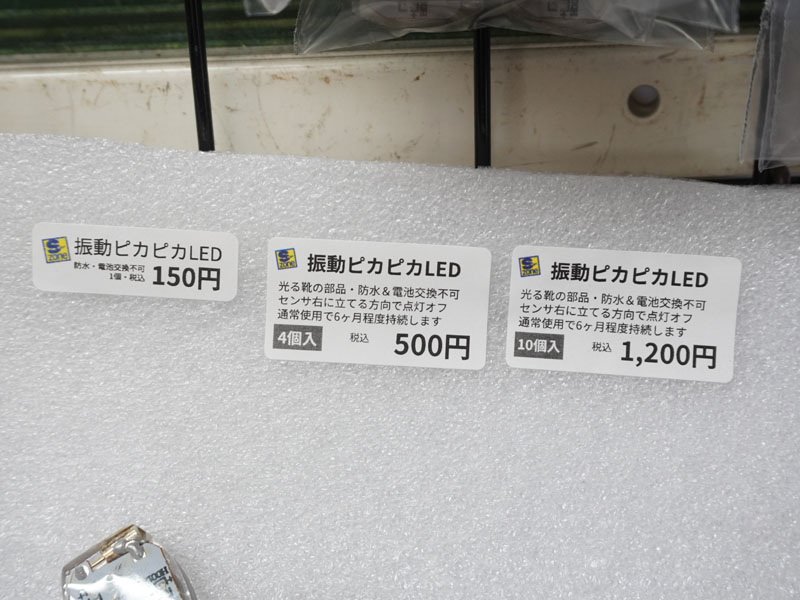 S
zone
振動ピカピカLED
防水・電池交換不可
1個・税込
150円
S
zone
振動ピカピカLED
光る靴の部品・防水＆電池交換不可
センサ右に立てる方向で点灯オフ
通常使用で6ヶ月程度持続します
4個入 税込 500円
S
zone
振動ピカピカLED
光る靴の部品・防水＆電池交換不可
センサ右に立てる方向で点灯オフ
通常使用で6ヶ月程度持続します
10個入 税込 1,200円